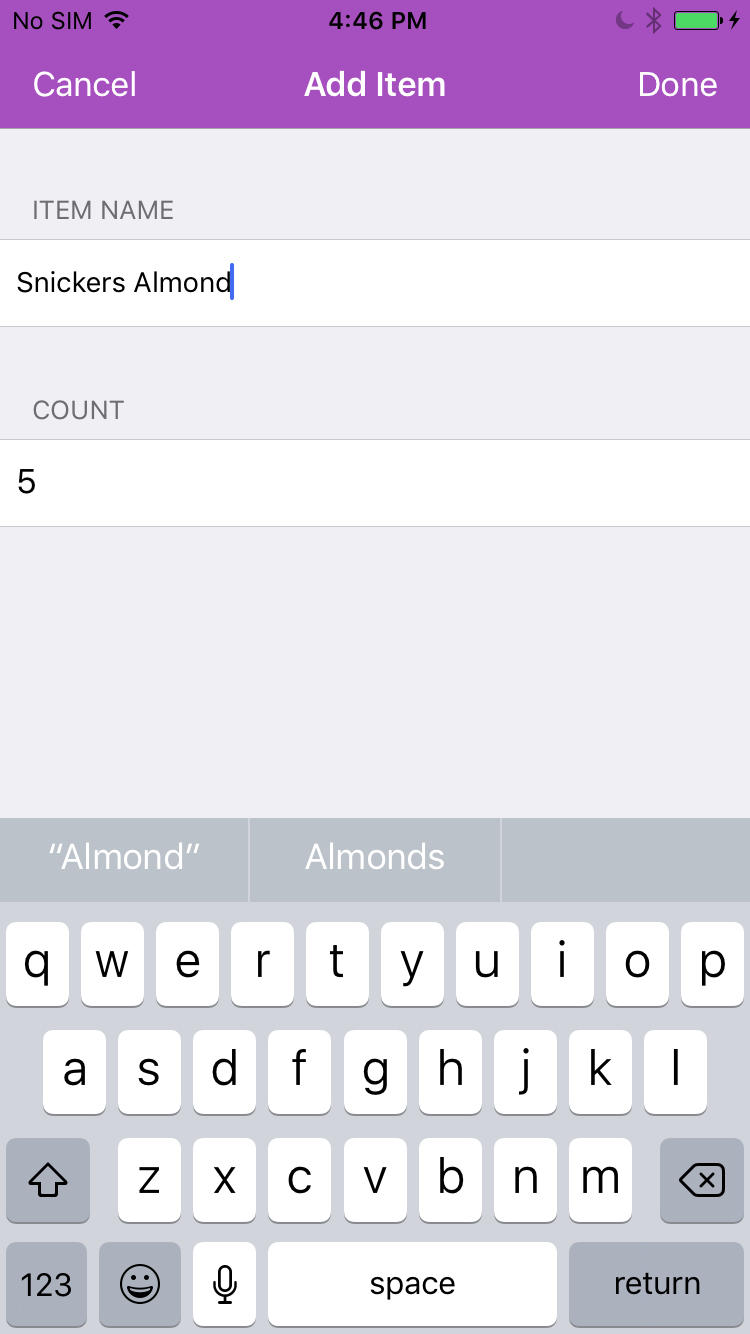 No SIM 4:46 PM
Cancel Add Item Done
ITEM NAME
Snickers Almond
COUNT
5
“Almond” Almonds
q w e r t y u i o p
a s d f g h j k l
z x c v b n m
123 space return